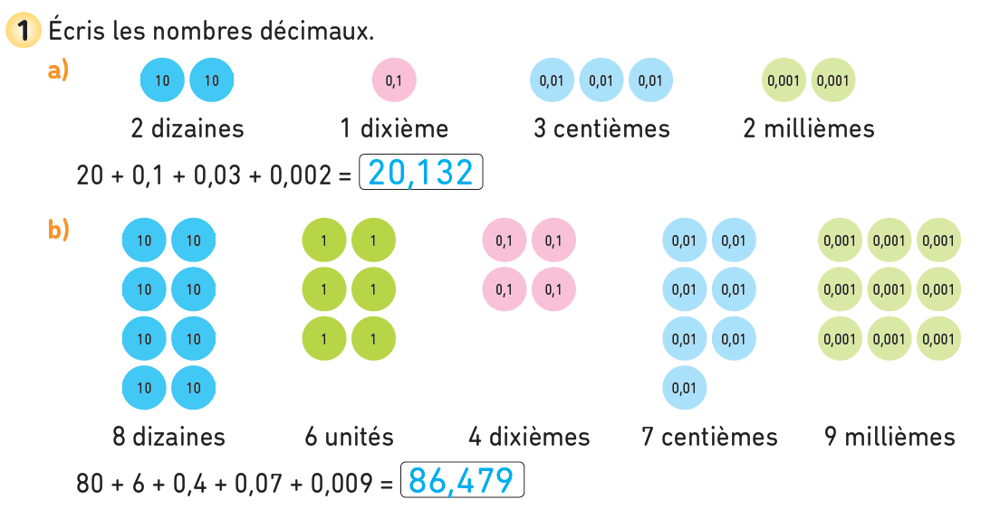 1 Écris les nombres décimaux.
a)
10 10 0,1 0,01 0,01 0,01 0,001 0,001
2 dizaines 1 dixième 3 centièmes 2 millièmes
20 + 0,1 + 0,03 + 0,002 = 20,132
b)
10 10 1 1 0,1 0,1 0,01 0,01 0,001 0,001 0,001
10 10 1 1 0,1 0,1 0,01 0,01 0,001 0,001 0,001
10 10 1 1 0,01 0,01 0,001 0,001 0,001
10 10 0,01
8 dizaines 6 unités 4 dixièmes 7 centièmes 9 millièmes
80 + 6 + 0,4 + 0,07 + 0,009 = 86,479